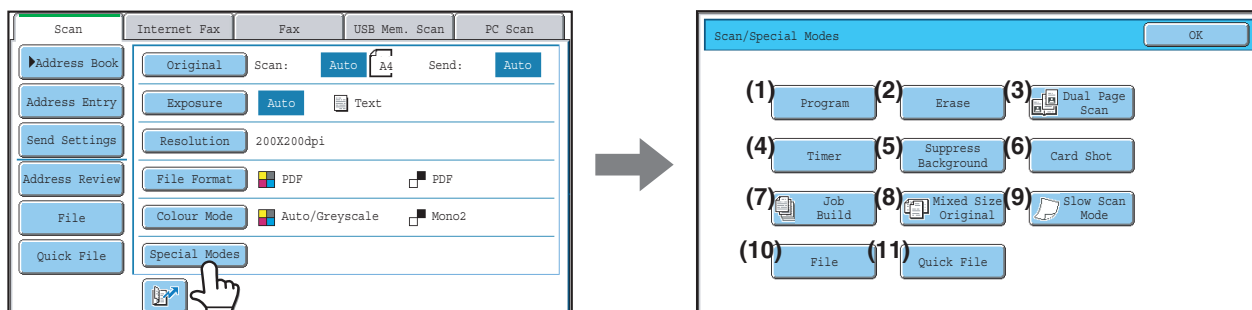 Scan Internet Fax Fax USB Mem. Scan PC Scan
Address Book Original Scan: Auto A4 Send: Auto
Address Entry Exposure Auto Text
Send Settings Resolution 200X200dpi
Address Review File Format PDF PDF
File Colour Mode Auto/Greyscale Mono2
Quick File Special Modes
Scan/Special Modes OK
(1) Program (2) Erase (3) Dual Page
Scan
(4) Timer (5) Suppress
Background (6) Card Shot
(7) Job
Build (8) Mixed Size
Original (9) Slow Scan
Mode
(10) File (11) Quick File